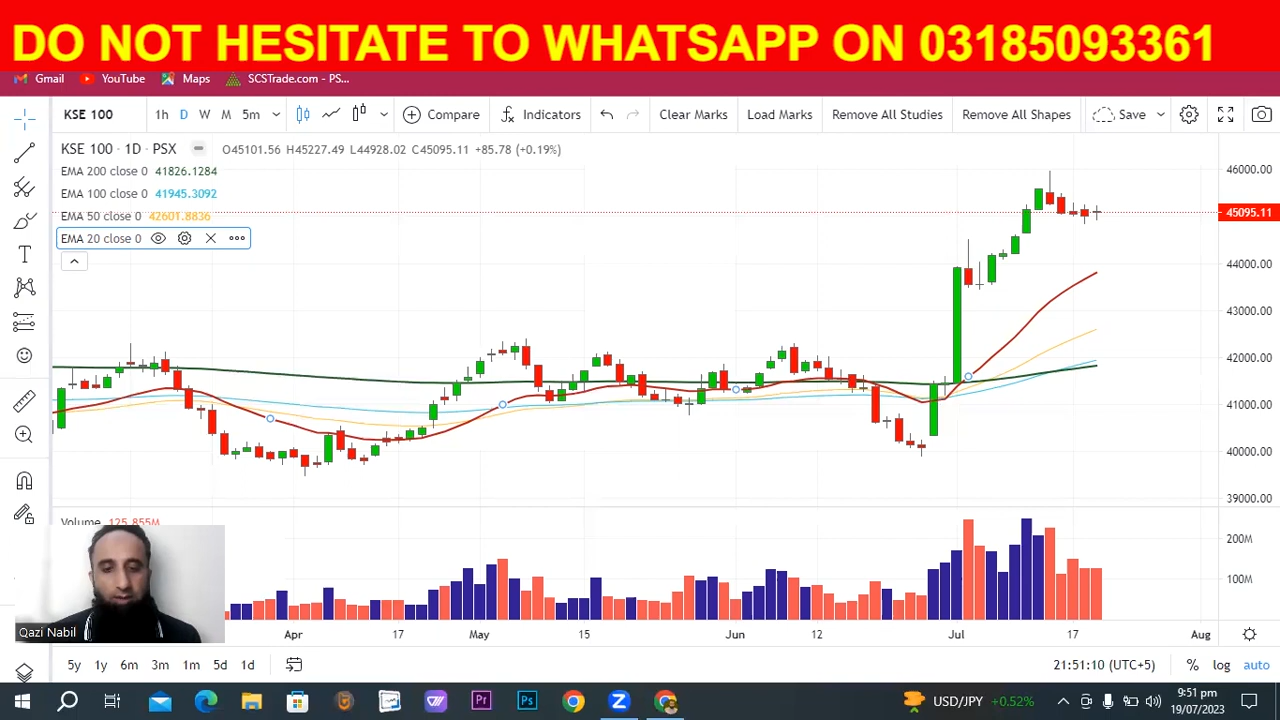 DO NOT HESITATE TO WHATSAPP ON 03185093361
Gmail YouTube Maps SCSTrade.com - PS...
KSE 100 1h D W M 5m Compare Indicators Clear Marks Load Marks Remove All Studies Remove All Shapes Save
KSE 100 · 1D · PSX O45101.56 H45227.49 L44928.02 C45095.11 +85.78 (+0.19%)
EMA 200 close 0 41826.1284
EMA 100 close 0 41945.3092
EMA 50 close 0 42601.8836
EMA 20 close 0
46000.00
45095.11
44000.00
43000.00
42000.00
41000.00
40000.00
39000.00
Volume 125.855M
200M
100M
Qazi Nabil
Apr 17 May 15 Jun 12 Jul 17 Aug
5y 1y 6m 3m 1m 5d 1d 21:51:10 (UTC+5) % log auto
USD/JPY +0.52% 9:51 pm
19/07/2023